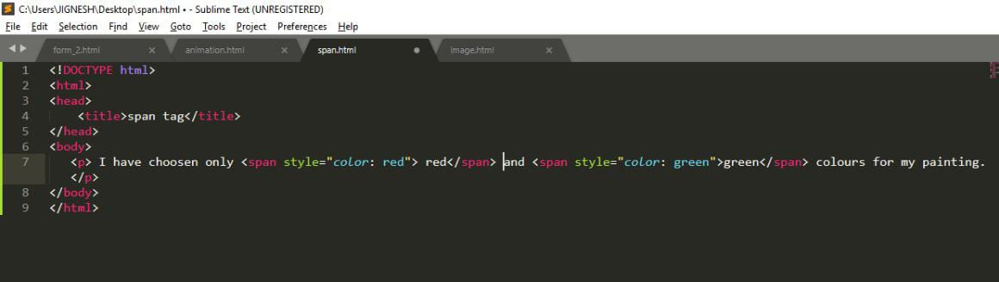 C:\Users\JIGNESH\Desktop\span.html • - Sublime Text (UNREGISTERED)
File Edit Selection Find View Goto Tools Project Preferences Help
form_2.html × animation.html × span.html ● image.html ×
1 <!DOCTYPE html>
2 <html>
3 <head>
4 <title>span tag</title>
5 </head>
6 <body>
7 <p> I have choosen only <span style="color: red"> red</span> and <span style="color: green">green</span> colours for my painting.
</p>
8 </body>
9 </html>